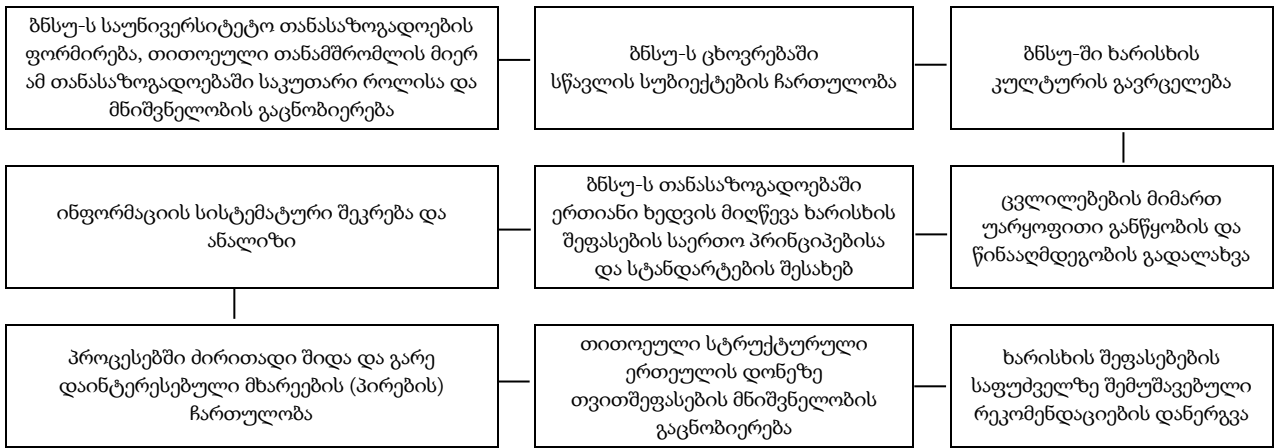 ბნსუ-ს საუნივერსიტეტო თანასაზოგადოების
ფორმირება, თითოეული თანამშრომლის მიერ
ამ თანასაზოგადოებაში საკუთარი როლისა და
მნიშვნელობის გაცნობიერება
ბნსუ-ს ცხოვრებაში
სწავლის სუბიექტების ჩართულობა
ბნსუ-ში ხარისხის
კულტურის გავრცელება
ცვლილებების მიმართ
უარყოფითი განწყობის და
წინააღმდეგობის გადალახვა
ბნსუ-ს თანასაზოგადოებაში
ერთიანი ხედვის მიღწევა ხარისხის
შეფასების საერთო პრინციპებისა
და სტანდარტების შესახებ
ინფორმაციის სისტემატური შეკრება და
ანალიზი
პროცესებში ძირითადი შიდა და გარე
დაინტერესებული მხარეების (პირების)
ჩართულობა
თითოეული სტრუქტურული
ერთეულის დონეზე
თვითშეფასების მნიშვნელობის
გაცნობიერება
ხარისხის შეფასებების
საფუძველზე შემუშავებული
რეკომენდაციების დანერგვა